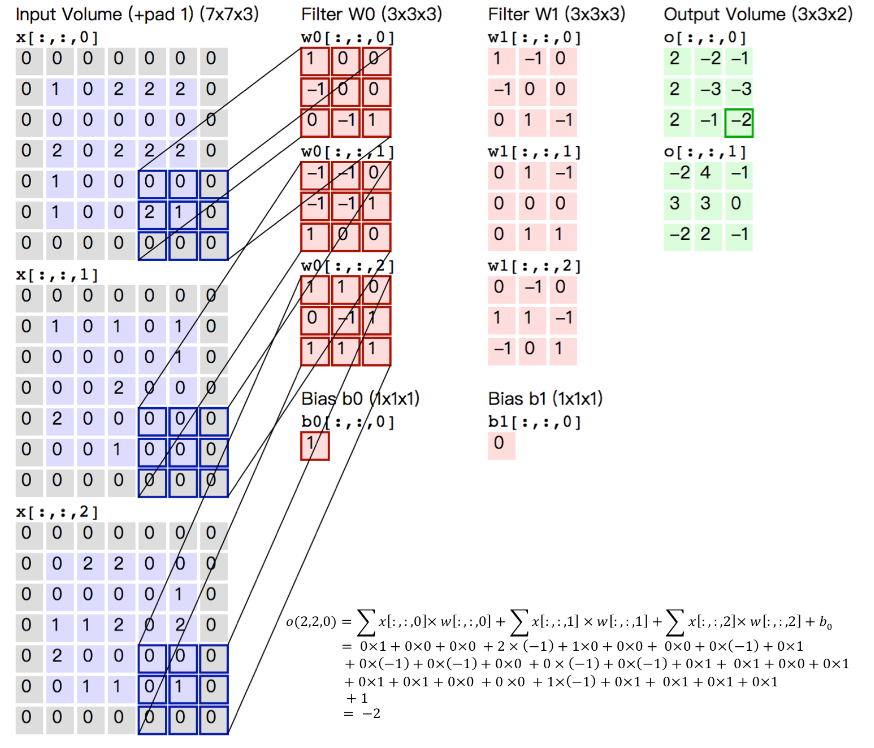 Input Volume (+pad 1) (7x7x3)
x[:,:,0]
0 0 0 0 0 0 0
0 1 0 2 2 2 0
0 0 0 0 0 0 0
0 2 0 2 2 2 0
0 1 0 0 0 0 0
0 1 0 0 2 1 0
0 0 0 0 0 0 0
x[:,:,1]
0 0 0 0 0 0 0
0 1 0 1 0 1 0
0 0 0 0 0 1 0
0 0 0 2 0 0 0
0 2 0 0 0 0 0
0 0 0 1 0 0 0
0 0 0 0 0 0 0
x[:,:,2]
0 0 0 0 0 0 0
0 0 2 2 0 0 0
0 0 0 0 0 1 0
0 1 1 2 0 2 0
0 2 0 0 0 0 0
0 0 1 1 0 1 0
0 0 0 0 0 0 0
Filter W0 (3x3x3)
w0[:,:,0]
1 0 0
−1 0 0
0 −1 1
w0[:,:,1]
−1 −1 0
−1 −1 1
1 0 0
w0[:,:,2]
1 1 0
0 −1 1
1 1 1
Bias b0 (1x1x1)
b0[:,:,0]
1
Filter W1 (3x3x3)
w1[:,:,0]
1 −1 0
−1 0 0
0 1 −1
w1[:,:,1]
0 1 −1
0 0 0
0 1 1
w1[:,:,2]
0 −1 0
1 1 −1
−1 0 1
Bias b1 (1x1x1)
b1[:,:,0]
0
Output Volume (3x3x2)
o[:,:,0]
2 −2 −1
2 −3 −3
2 −1 −2
o[:,:,1]
−2 4 −1
3 3 0
−2 2 −1
o(2,2,0) = ∑ x[:,:,0]× w[:,:,0] + ∑ x[:,:,1] × w[:,:,1] + ∑ x[:,:,2]× w[:,:,2] + b₀
= 0×1 + 0×0 + 0×0 + 2 × (−1) + 1×0 + 0×0 + 0×0 + 0×(−1) + 0×1
+ 0×(−1) + 0×(−1) + 0×0 + 0 × (−1) + 0×(−1) + 0×1 + 0×1 + 0×0 + 0×1
+ 0×1 + 0×1 + 0×0 + 0 ×0 + 1×(−1) + 0×1 + 0×1 + 0×1 + 0×1
+ 1
= −2